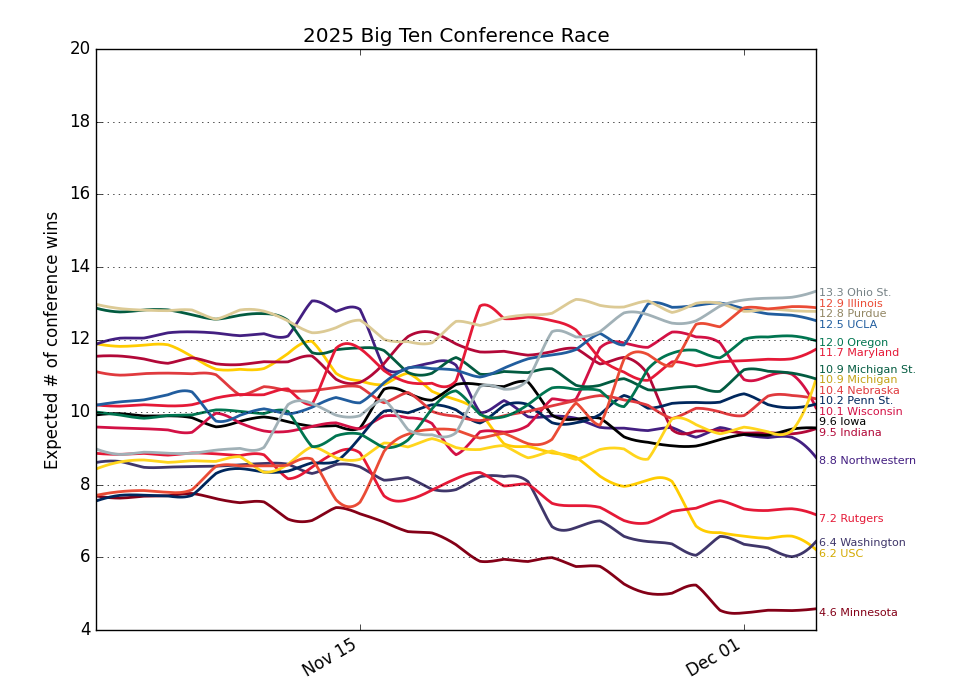 2025 Big Ten Conference Race
Expected # of conference wins
20
18
16
14
12
10
8
6
4
Nov 15
Dec 01
13.3 Ohio St.
12.9 Illinois
12.8 Purdue
12.5 UCLA
12.0 Oregon
11.7 Maryland
10.9 Michigan St.
10.9 Michigan
10.4 Nebraska
10.2 Penn St.
10.1 Wisconsin
9.6 Iowa
9.5 Indiana
8.8 Northwestern
7.2 Rutgers
6.4 Washington
6.2 USC
4.6 Minnesota